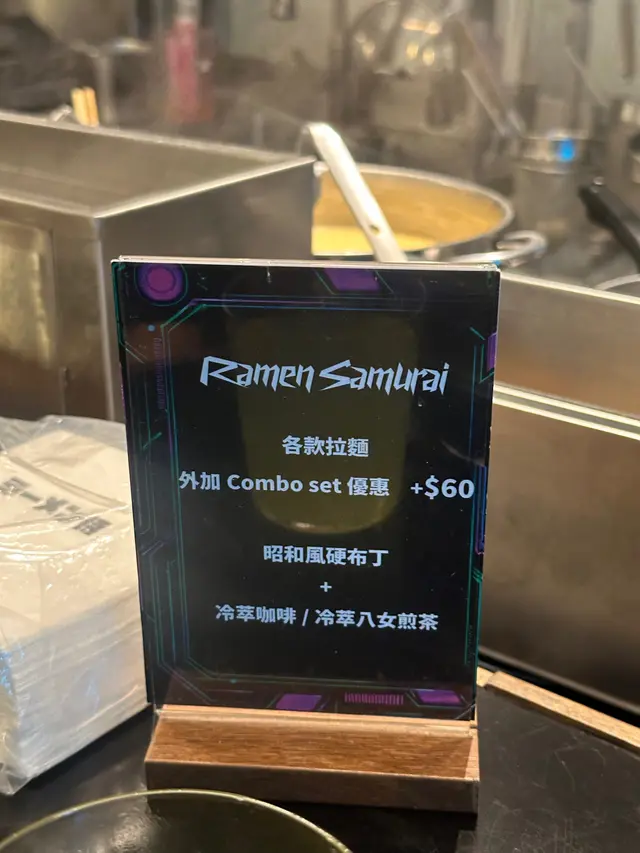 Ramen Samurai
各款拉麵
外加 Combo set 優惠 +$60
昭和風硬布丁
+
冷萃咖啡 / 冷萃八女煎茶